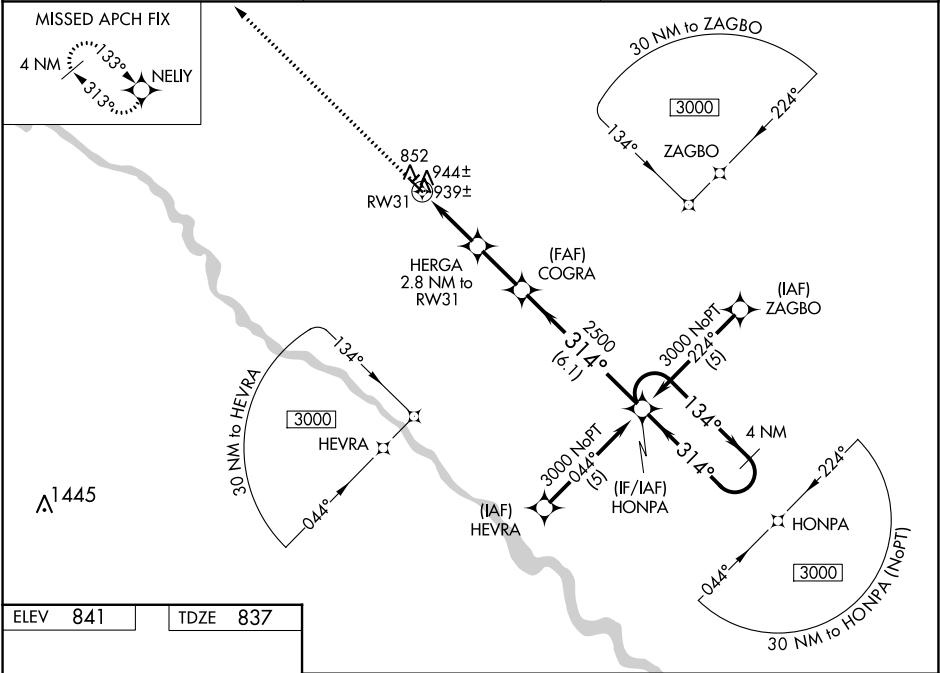 MISSED APCH FIX
4 NM
133°
NELIY
313°
30 NM to ZAGBO
3000
134°
224°
ZAGBO
852
944±
939±
RW31
HERGA
2.8 NM to
RW31
(FAF)
COGRA
(IAF)
ZAGBO
2500
314°
(6.1)
3000 NoPT
224°
(5)
134°
4 NM
314°
3000 NoPT
044°
(5)
(IF/IAF)
HONPA
(IAF)
HEVRA
30 NM to HEVRA
134°
3000
HEVRA
044°
1445
224°
HONPA
044°
3000
30 NM to HONPA (NoPT)
ELEV 841
TDZE 837